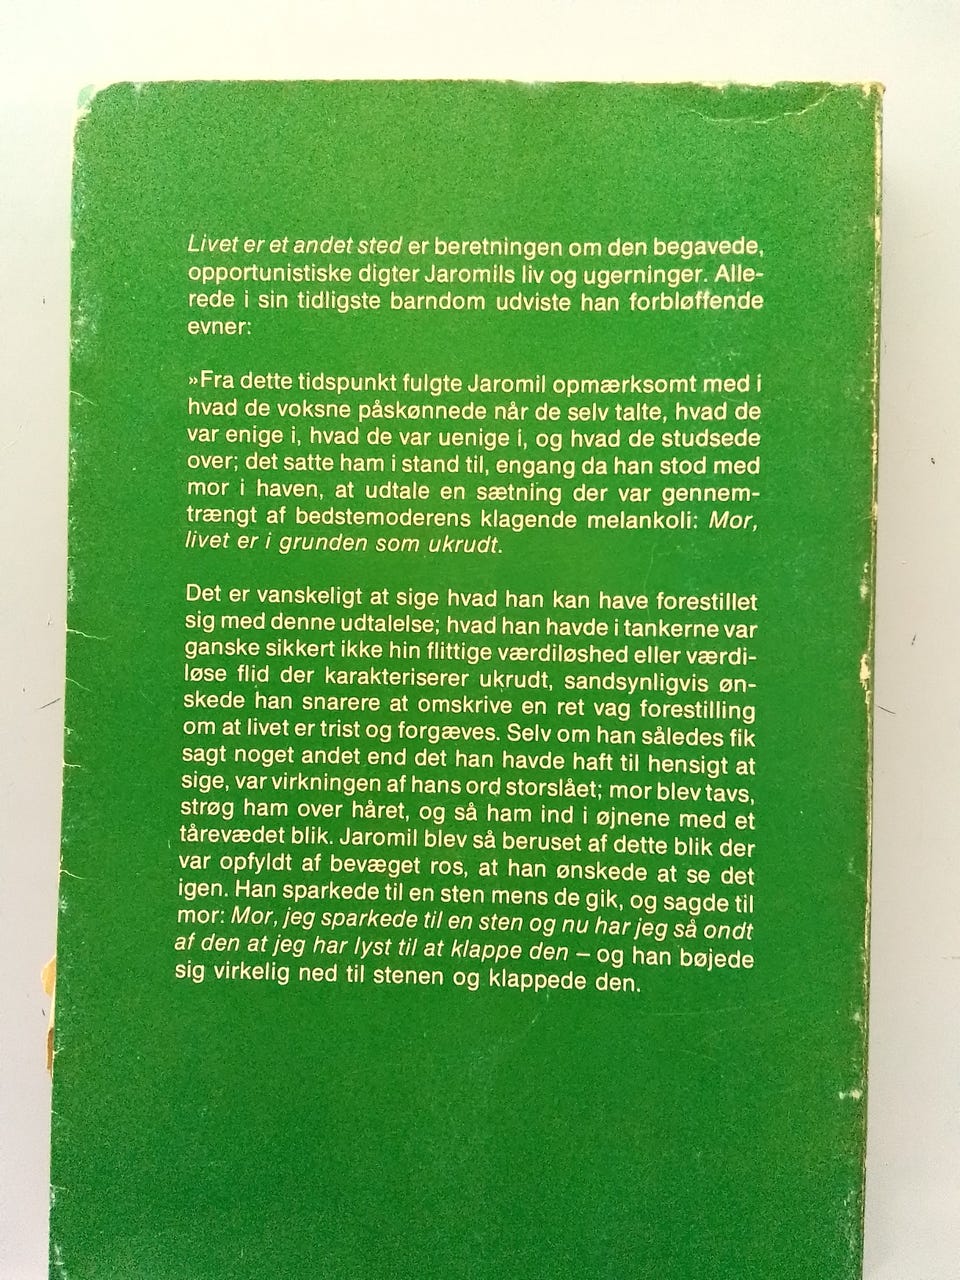 Livet er et andet sted er beretningen om den begavede,
opportunistiske digter Jaromils liv og ugerninger. Alle-
rede i sin tidligste barndom udviste han forbløffende
evner:
»Fra dette tidspunkt fulgte Jaromil opmærksomt med i
hvad de voksne påskønnede når de selv talte, hvad de
var enige i, hvad de var uenige i, og hvad de studsede
over; det satte ham i stand til, engang da han stod med
mor i haven, at udtale en sætning der var gennem-
trængt af bedstemoderens klagende melankoli: Mor,
livet er i grunden som ukrudt.
Det er vanskeligt at sige hvad han kan have forestillet
sig med denne udtalelse; hvad han havde i tankerne var
ganske sikkert ikke hin flittige værdiløshed eller værdi-
løse flid der karakteriserer ukrudt, sandsynligvis øn-
skede han snarere at omskrive en ret vag forestilling
om at livet er trist og forgæves. Selv om han således fik
sagt noget andet end det han havde haft til hensigt at
sige, var virkningen af hans ord storslået; mor blev tavs,
strøg ham over håret, og så ham ind i øjnene med et
tårevædet blik. Jaromil blev så beruset af dette blik der
var opfyldt af bevæget ros, at han ønskede at se det
igen. Han sparkede til en sten mens de gik, og sagde til
mor: Mor, jeg sparkede til en sten og nu har jeg så ondt
af den at jeg har lyst til at klappe den – og han bøjede
sig virkelig ned til stenen og klappede den.